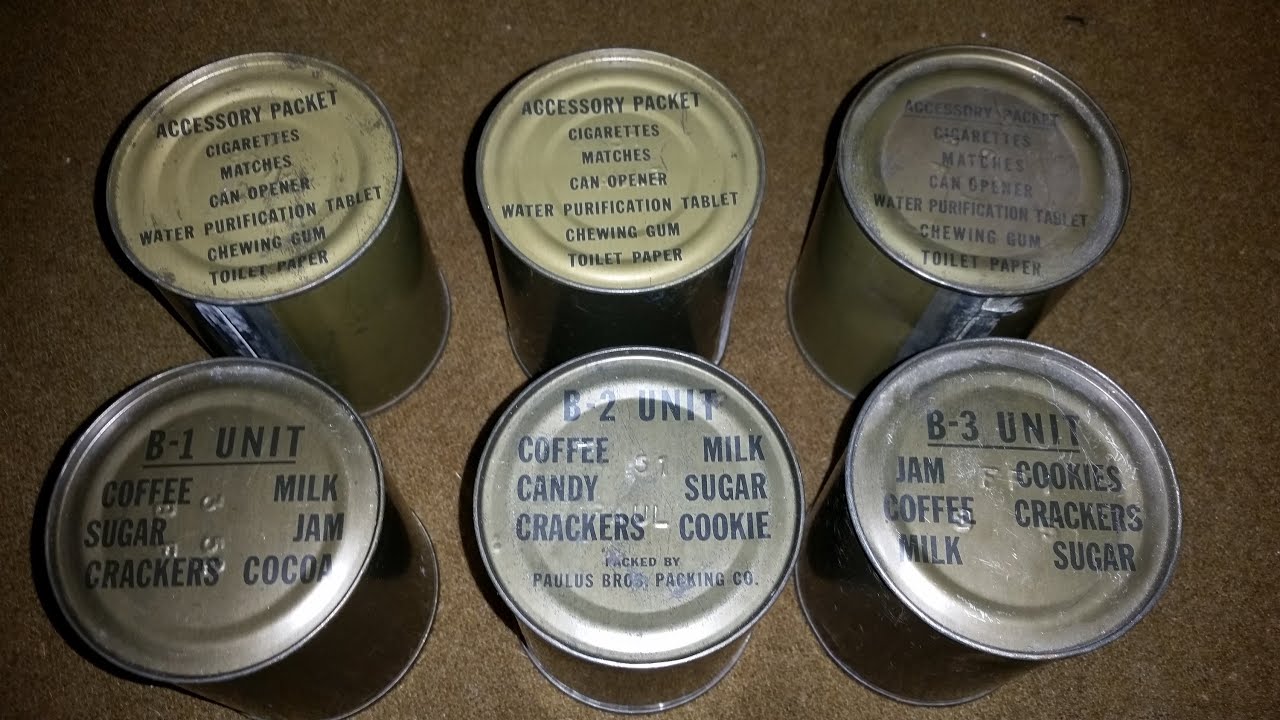 ACCESSORY PACKET
CIGARETTES
MATCHES
CAN OPENER
WATER PURIFICATION TABLET
CHEWING GUM
TOILET PAPER
ACCESSORY PACKET
CIGARETTES
MATCHES
CAN OPENER
WATER PURIFICATION TABLET
CHEWING GUM
TOILET PAPER
ACCESSORY PACKET
CIGARETTES
MATCHES
CAN OPENER
WATER PURIFICATION TABLET
CHEWING GUM
TOILET PAPER
B-1 UNIT
COFFEE MILK
SUGAR JAM
CRACKERS COCOA
B-2 UNIT
COFFEE MILK
CANDY SUGAR
CRACKERS COOKIE
PACKED BY
PAULUS BROS. PACKING CO.
B-3 UNIT
JAM COOKIES
COFFEE CRACKERS
MILK SUGAR